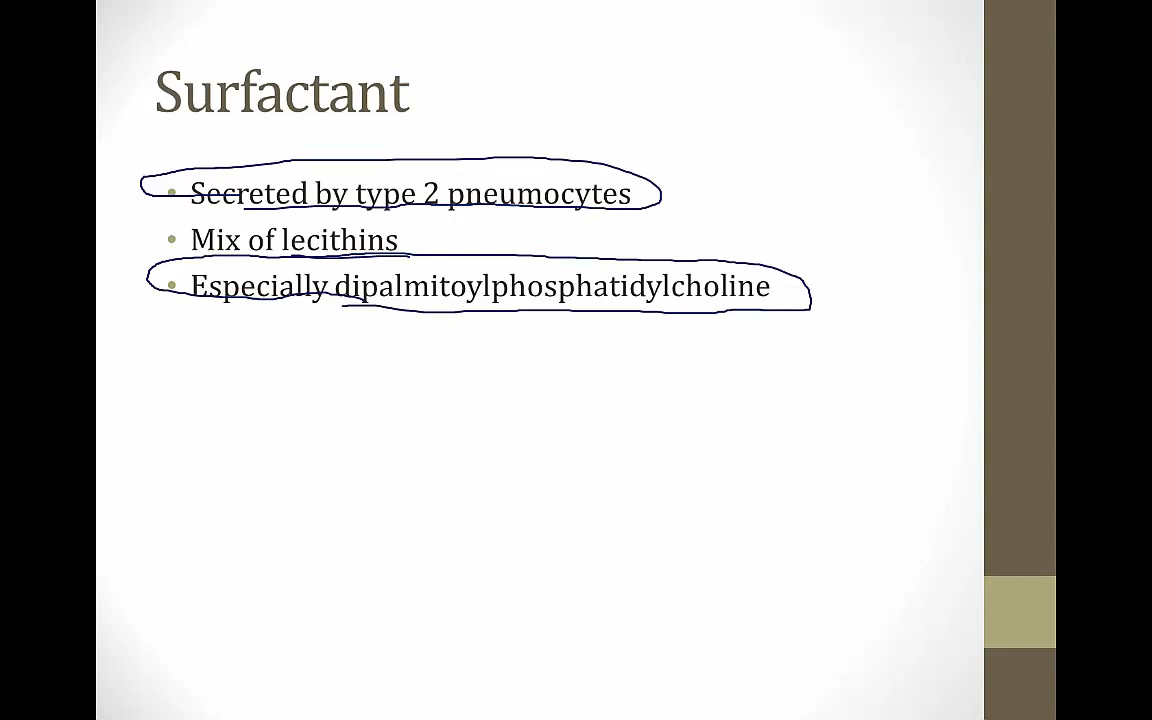 Surfactant
• Secreted by type 2 pneumocytes
• Mix of lecithins
• Especially dipalmitoylphosphatidylcholine